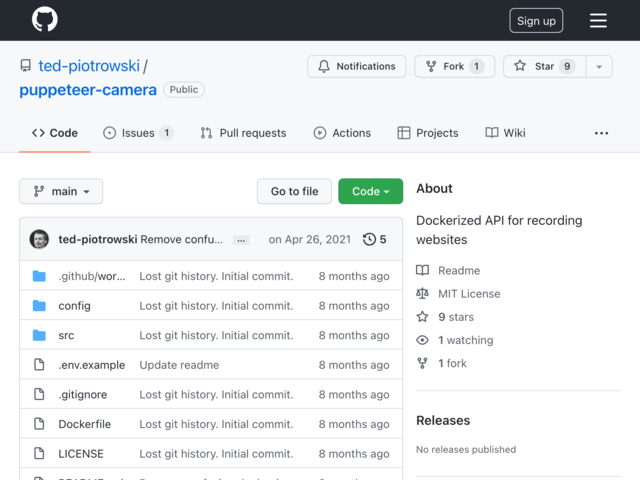 Sign up
ted-piotrowski /
puppeteer-camera Public
Notifications
Fork 1
Star 9
Code
Issues 1
Pull requests
Actions
Projects
Wiki
...
main
Go to file
Code
ted-piotrowski Remove confu... ... on Apr 26, 2021 5
.github/wor... Lost git history. Initial commit. 8 months ago
config Lost git history. Initial commit. 8 months ago
src Lost git history. Initial commit. 8 months ago
.env.example Update readme 8 months ago
.gitignore Lost git history. Initial commit. 8 months ago
Dockerfile Lost git history. Initial commit. 8 months ago
LICENSE Lost git history. Initial commit. 8 months ago
About
Dockerized API for recording
websites
Readme
MIT License
9 stars
1 watching
1 fork
Releases
No releases published